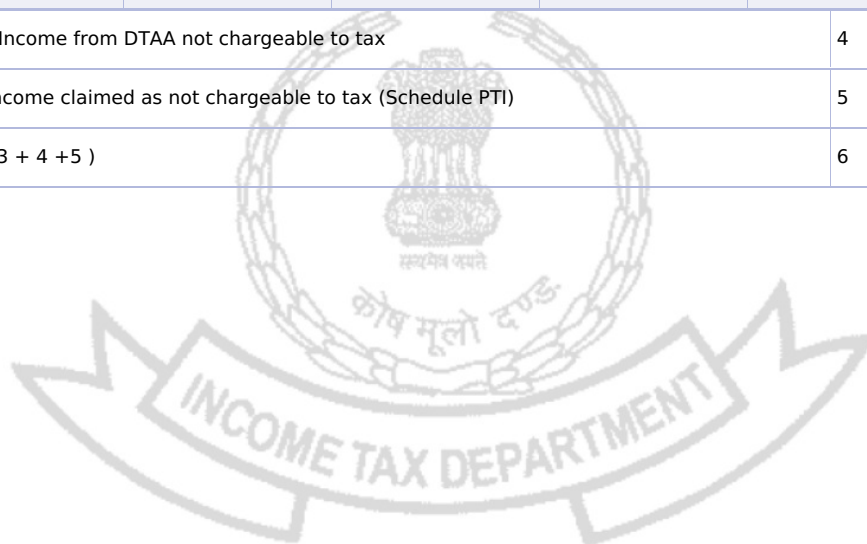 Income from DTAA not chargeable to tax 4
come claimed as not chargeable to tax (Schedule PTI) 5
3 + 4 +5 ) 6
सत्यमेव जयते
कोष मूलो दण्ड:
INCOME TAX DEPARTMENT